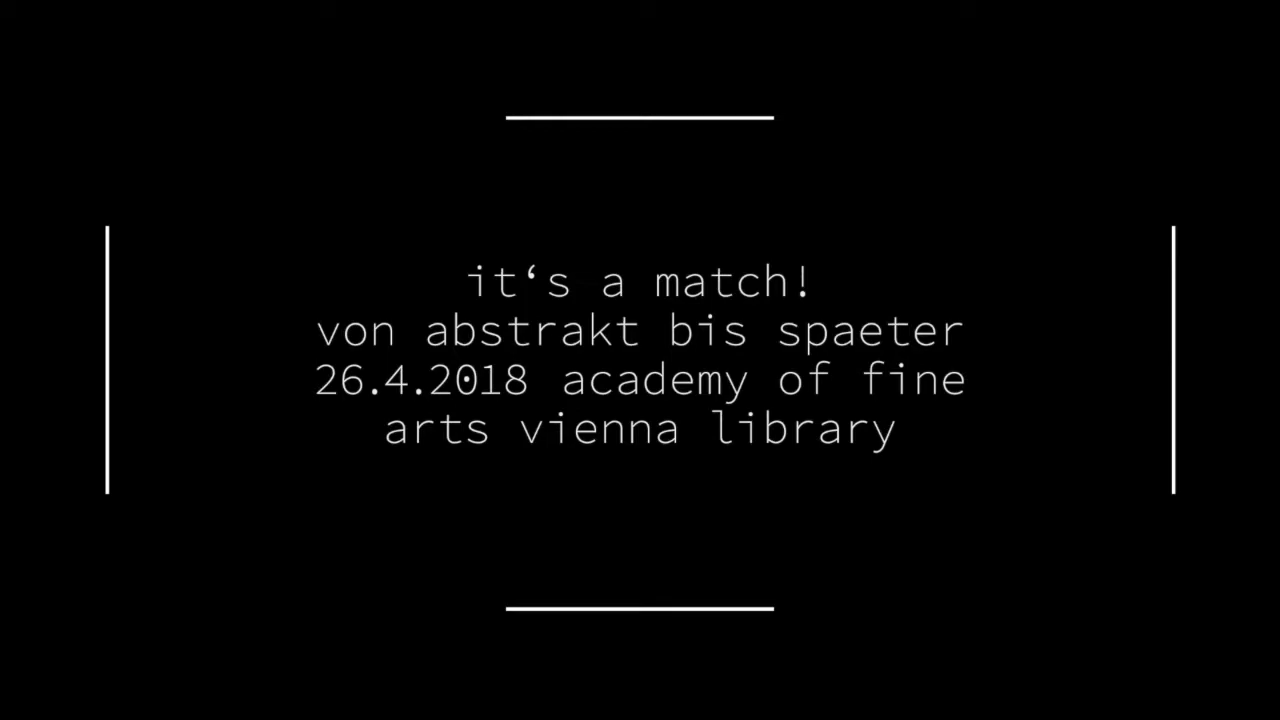 it‘s a match!
von abstrakt bis spaeter
26.4.2018 academy of fine
arts vienna library